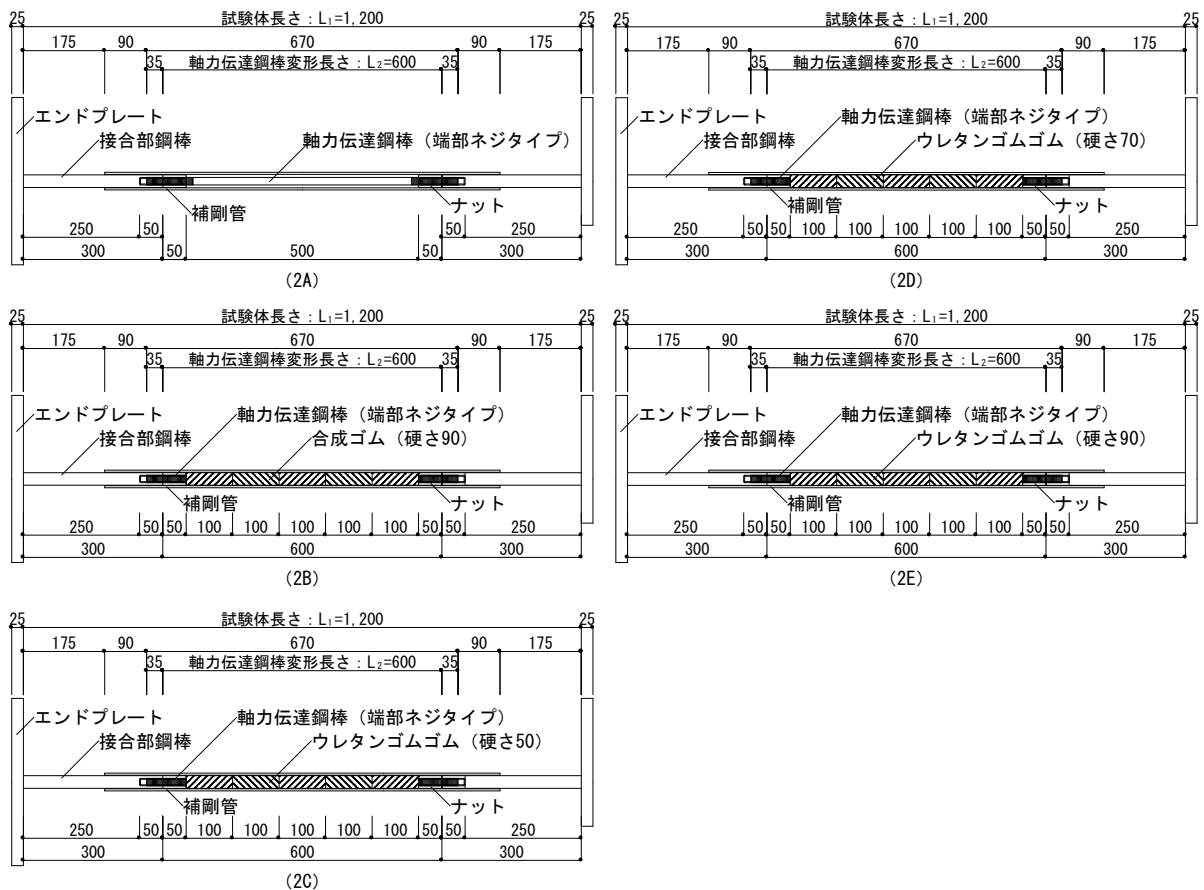 25 試験体長さ:L₁=1,200 25
175 90 670 90 175
35 軸力伝達鋼棒変形長さ:L₂=600 35
エンドプレート
接合部鋼棒 軸力伝達鋼棒(端部ネジタイプ)
補剛管 ナット
250 50 50 250
300 50 500 50 300
(2A)
25 試験体長さ:L₁=1,200 25
175 90 670 90 175
35 軸力伝達鋼棒変形長さ:L₂=600 35
エンドプレート 軸力伝達鋼棒(端部ネジタイプ)
接合部鋼棒 ウレタンゴムゴム(硬さ70)
補剛管 ナット
250 50 50 100 100 100 100 100 50 50 250
300 600 300
(2D)
25 試験体長さ:L₁=1,200 25
175 90 670 90 175
35 軸力伝達鋼棒変形長さ:L₂=600 35
エンドプレート 軸力伝達鋼棒(端部ネジタイプ)
接合部鋼棒 合成ゴム(硬さ90)
補剛管 ナット
250 50 50 100 100 100 100 100 50 50 250
300 600 300
(2B)
25 試験体長さ:L₁=1,200 25
175 90 670 90 175
35 軸力伝達鋼棒変形長さ:L₂=600 35
エンドプレート 軸力伝達鋼棒(端部ネジタイプ)
接合部鋼棒 ウレタンゴムゴム(硬さ90)
補剛管 ナット
250 50 50 100 100 100 100 100 50 50 250
300 600 300
(2E)
25 試験体長さ:L₁=1,200 25
175 90 670 90 175
35 軸力伝達鋼棒変形長さ:L₂=600 35
エンドプレート 軸力伝達鋼棒(端部ネジタイプ)
接合部鋼棒 ウレタンゴムゴム(硬さ50)
補剛管 ナット
250 50 50 100 100 100 100 100 50 50 250
300 600 300
(2C)